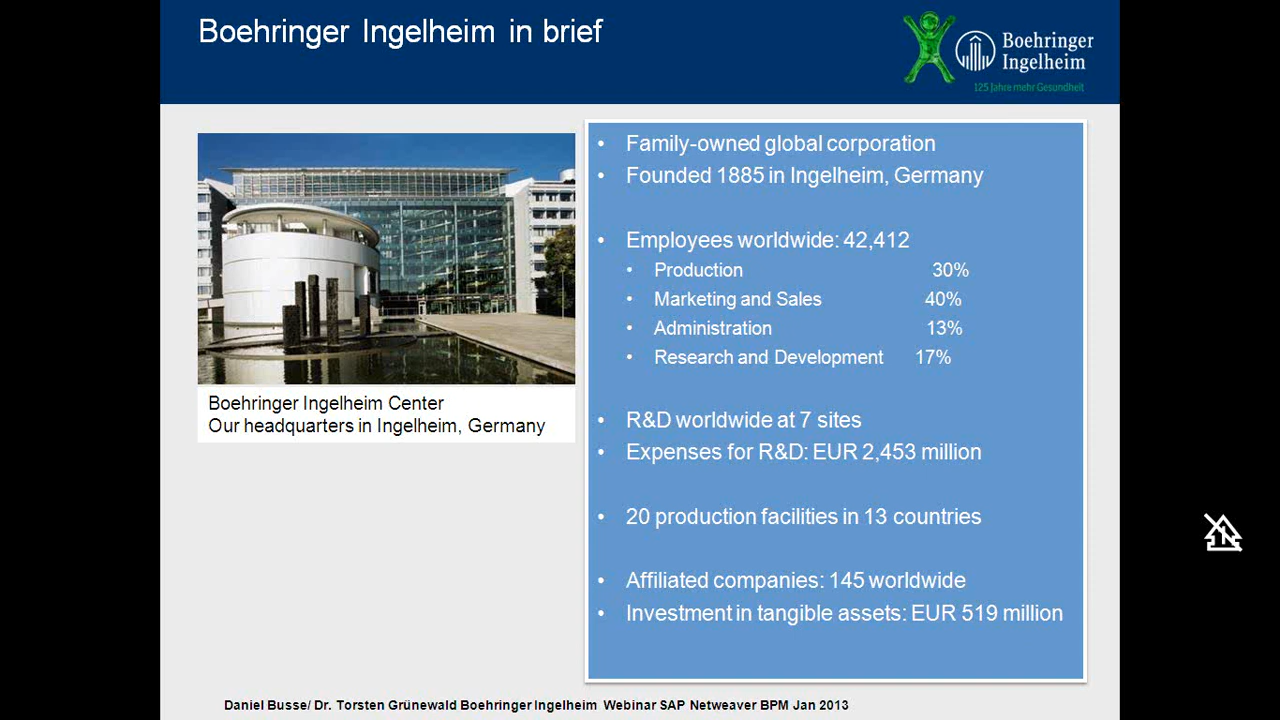 Boehringer Ingelheim in brief
Boehringer
Ingelheim
125 Jahre mehr Gesundheit
• Family-owned global corporation
• Founded 1885 in Ingelheim, Germany
• Employees worldwide: 42,412
• Production 30%
• Marketing and Sales 40%
• Administration 13%
• Research and Development 17%
• R&D worldwide at 7 sites
• Expenses for R&D: EUR 2,453 million
• 20 production facilities in 13 countries
• Affiliated companies: 145 worldwide
• Investment in tangible assets: EUR 519 million
Boehringer Ingelheim Center
Our headquarters in Ingelheim, Germany
Daniel Busse/ Dr. Torsten Grünewald Boehringer Ingelheim Webinar SAP Netweaver BPM Jan 2013